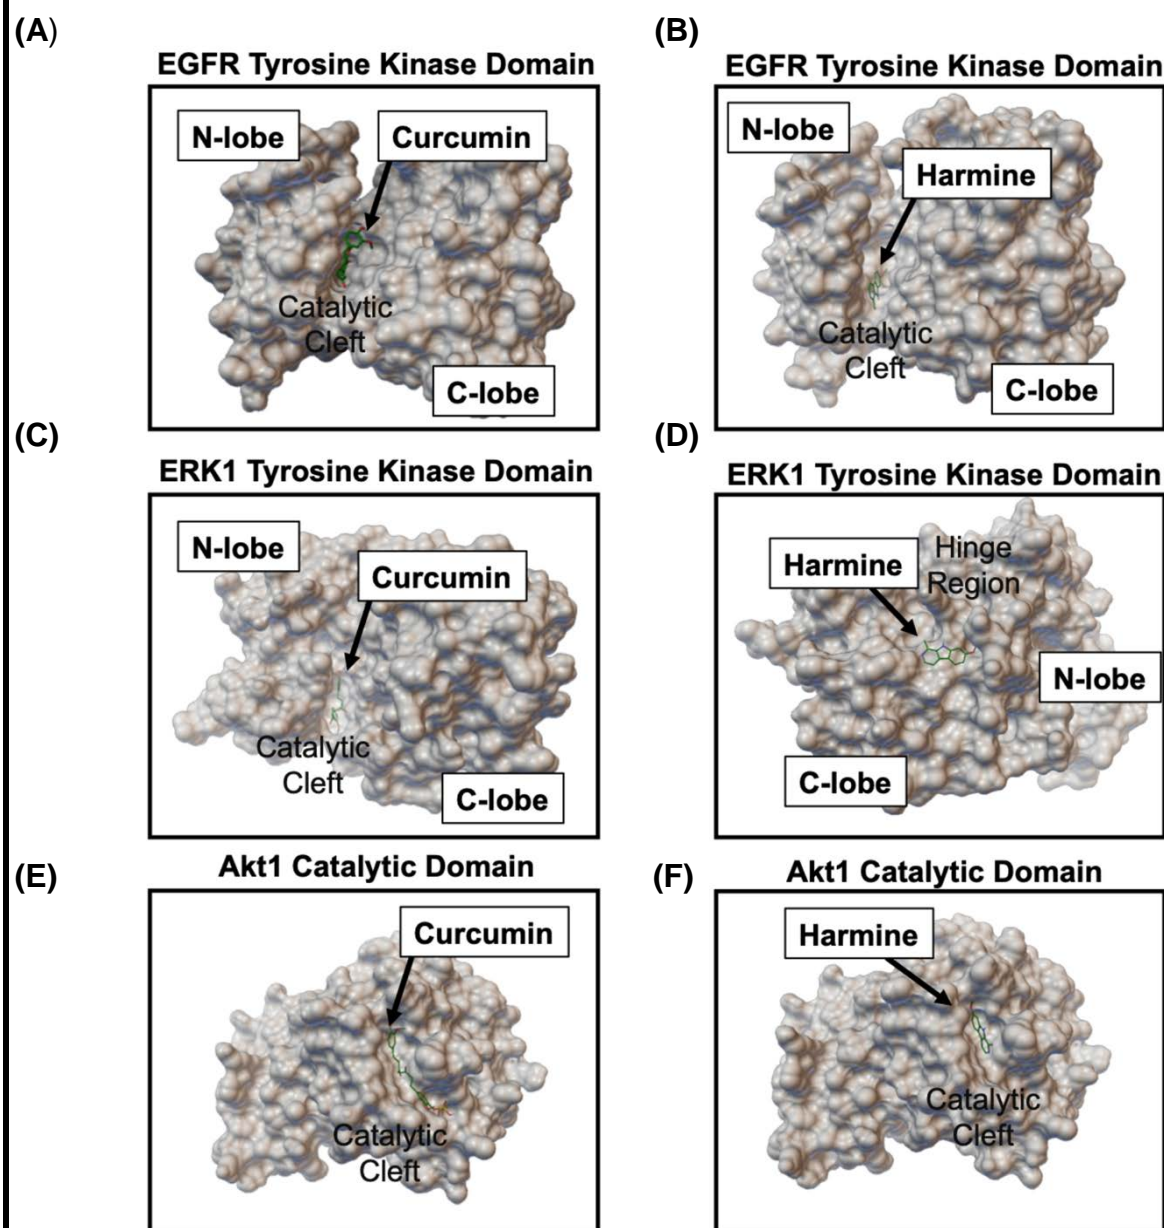 (A)
EGFR Tyrosine Kinase Domain
N-lobe
Curcumin
Catalytic
Cleft
C-lobe
(B)
EGFR Tyrosine Kinase Domain
N-lobe
Harmine
Catalytic
Cleft
C-lobe
(C)
ERK1 Tyrosine Kinase Domain
N-lobe
Curcumin
Catalytic
Cleft
C-lobe
(D)
ERK1 Tyrosine Kinase Domain
Hinge
Region
Harmine
N-lobe
C-lobe
(E)
Akt1 Catalytic Domain
Curcumin
Catalytic
Cleft
(F)
Akt1 Catalytic Domain
Harmine
Catalytic
Cleft